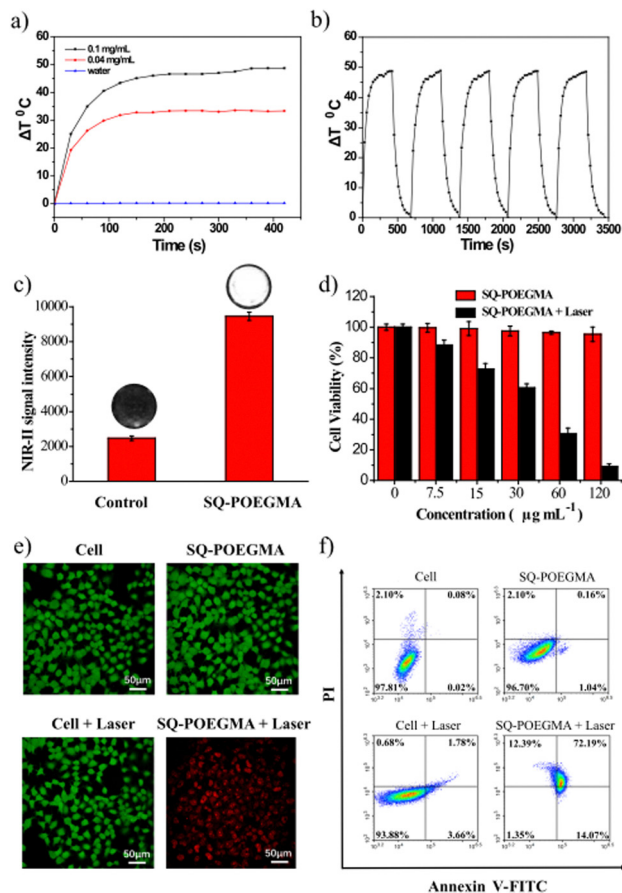 a)
60
50
40
30
20
10
0
ΔT ⁰C
0.1 mg/mL
0.04 mg/mL
water
0 100 200 300 400
Time (s)
b)
60
50
40
30
20
10
0
ΔT ⁰C
0 500 1000 1500 2000 2500 3000 3500
Time (s)
c)
10000
8000
6000
4000
2000
0
NIR-II signal intensity
Control SQ-POEGMA
d)
120
100
80
60
40
20
0
Cell Viability (%)
SQ-POEGMA
SQ-POEGMA + Laser
0 7.5 15 30 60 120
Concentration ( μg mL⁻¹)
e)
Cell SQ-POEGMA
50μm 50μm
Cell + Laser SQ-POEGMA + Laser
50μm 50μm
f)
PI
Cell SQ-POEGMA
2.10% 0.08% 2.10% 0.16%
97.81% 0.02% 96.70% 1.04%
Cell + Laser SQ-POEGMA + Laser
0.68% 1.78% 12.39% 72.19%
93.88% 3.66% 1.35% 14.07%
Annexin V-FITC